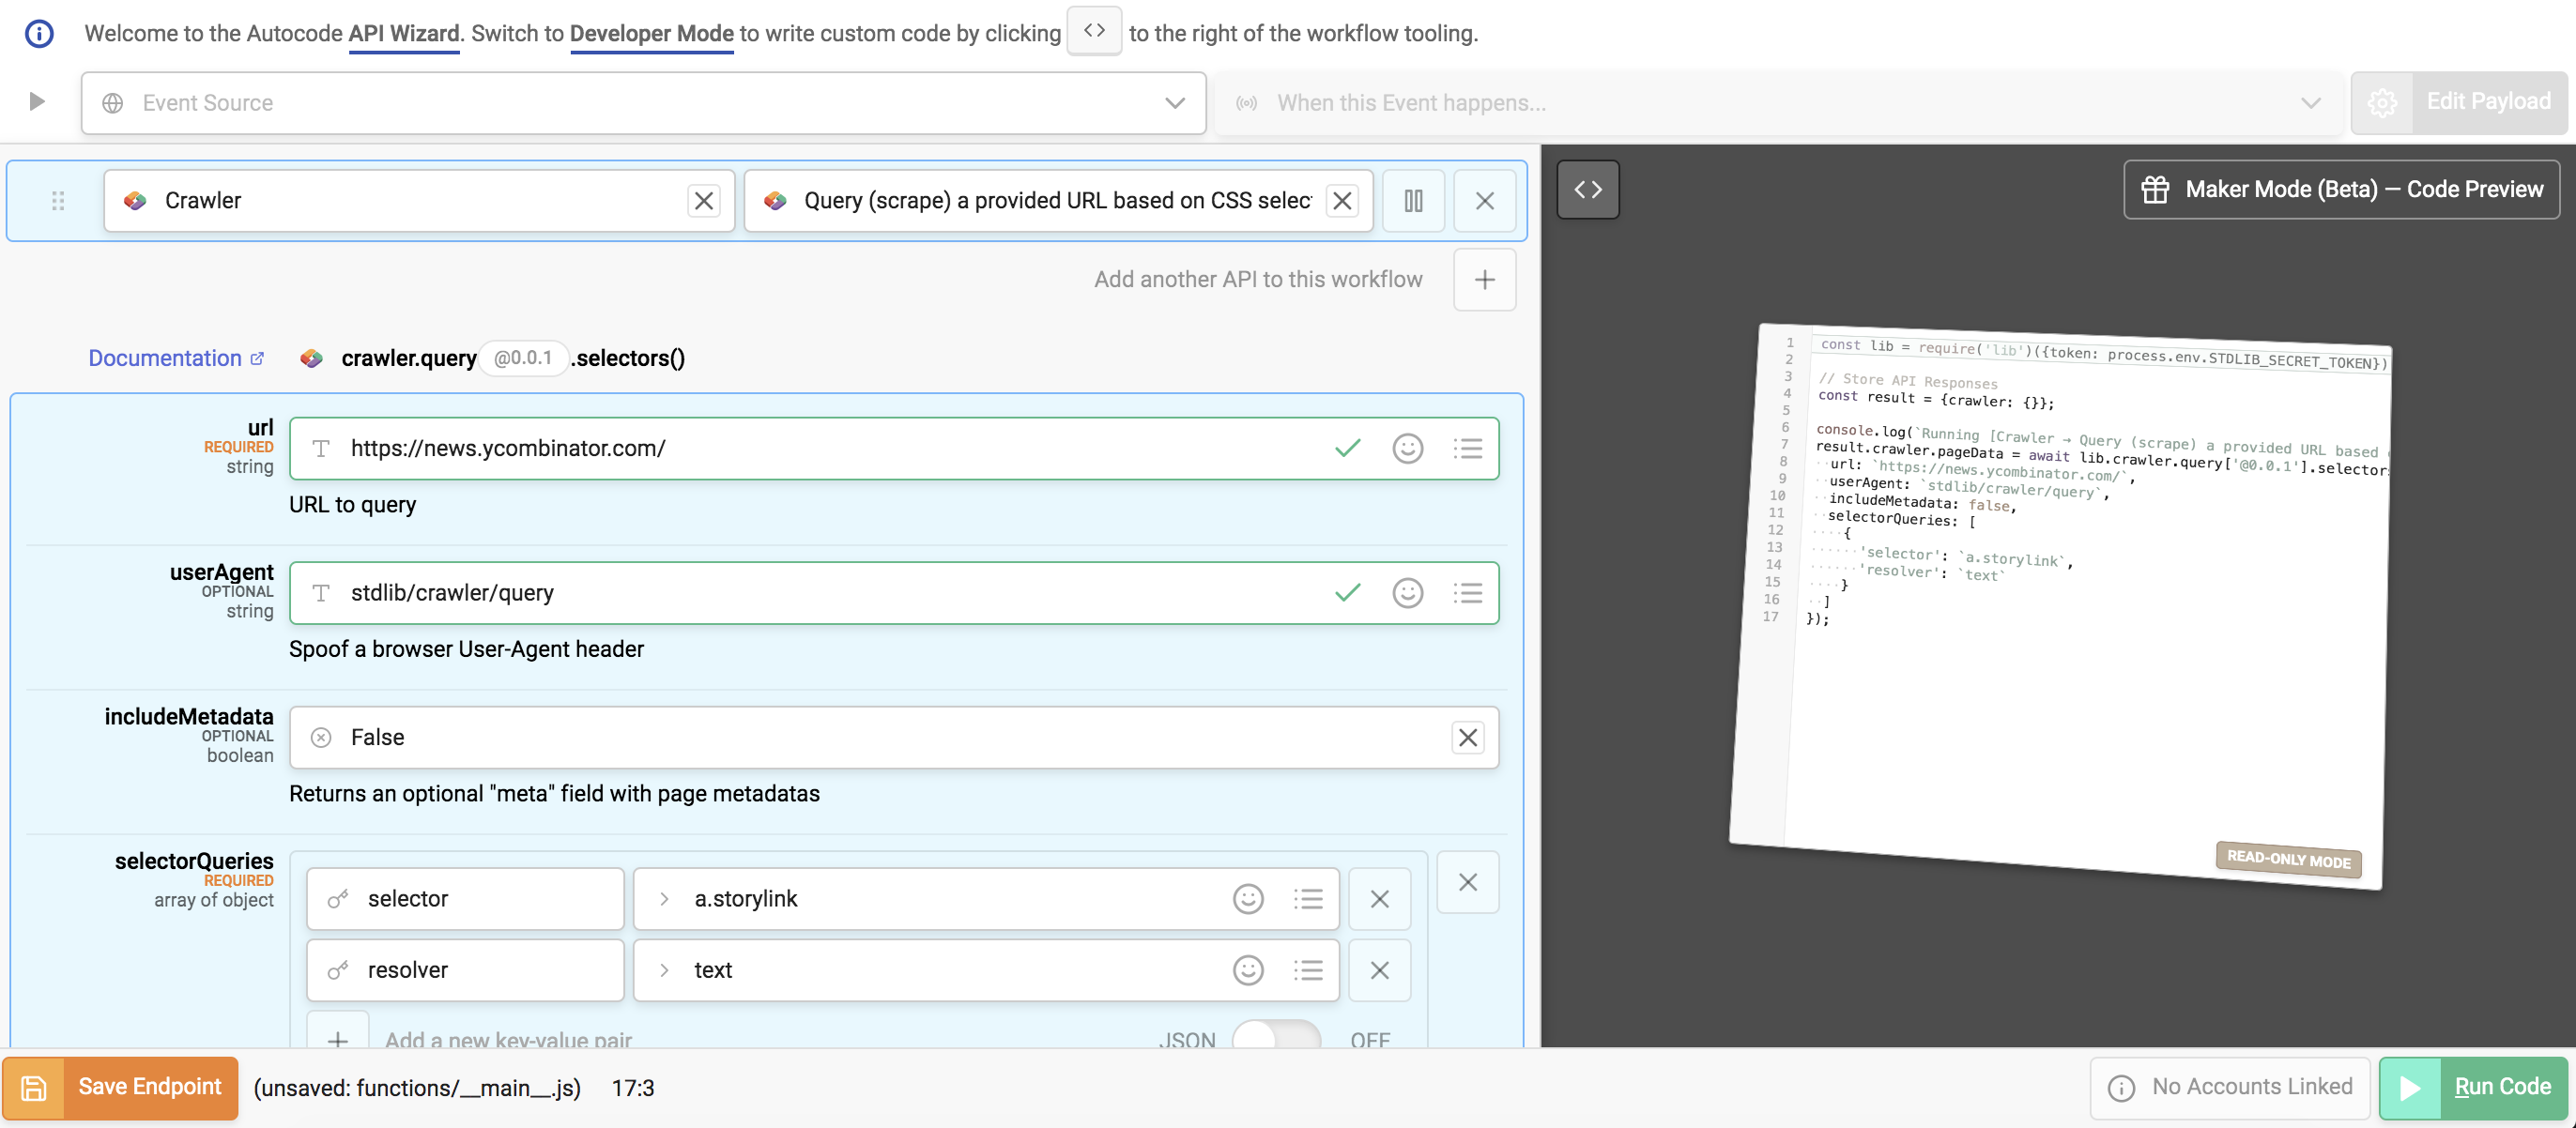 Welcome to the Autocode API Wizard. Switch to Developer Mode to write custom code by clicking <> to the right of the workflow tooling.
Event Source
When this Event happens...
Edit Payload
Crawler
Query (scrape) a provided URL based on CSS selec
Maker Mode (Beta) — Code Preview
Add another API to this workflow
Documentation
crawler.query @0.0.1 .selectors()
url
REQUIRED
string
https://news.ycombinator.com/
URL to query
userAgent
OPTIONAL
string
stdlib/crawler/query
Spoof a browser User-Agent header
includeMetadata
OPTIONAL
boolean
False
Returns an optional "meta" field with page metadatas
selectorQueries
REQUIRED
array of object
selector
a.storylink
resolver
text
Add a new key-value pair
JSON
OFF
1 const lib = require('lib')({token: process.env.STDLIB_SECRET_TOKEN})
2
3 // Store API Responses
4 const result = {crawler: {}};
5
6 console.log(`Running [Crawler → Query (scrape) a provided URL based
7 result.crawler.pageData = await lib.crawler.query['@0.0.1'].selector
8 url: `https://news.ycombinator.com/`,
9 userAgent: `stdlib/crawler/query`,
10 includeMetadata: false,
11 selectorQueries: [
12 {
13 'selector': `a.storylink`,
14 'resolver': `text`
15 }
16 ]
17 });
READ-ONLY MODE
Save Endpoint
(unsaved: functions/__main__.js)
17:3
No Accounts Linked
Run Code